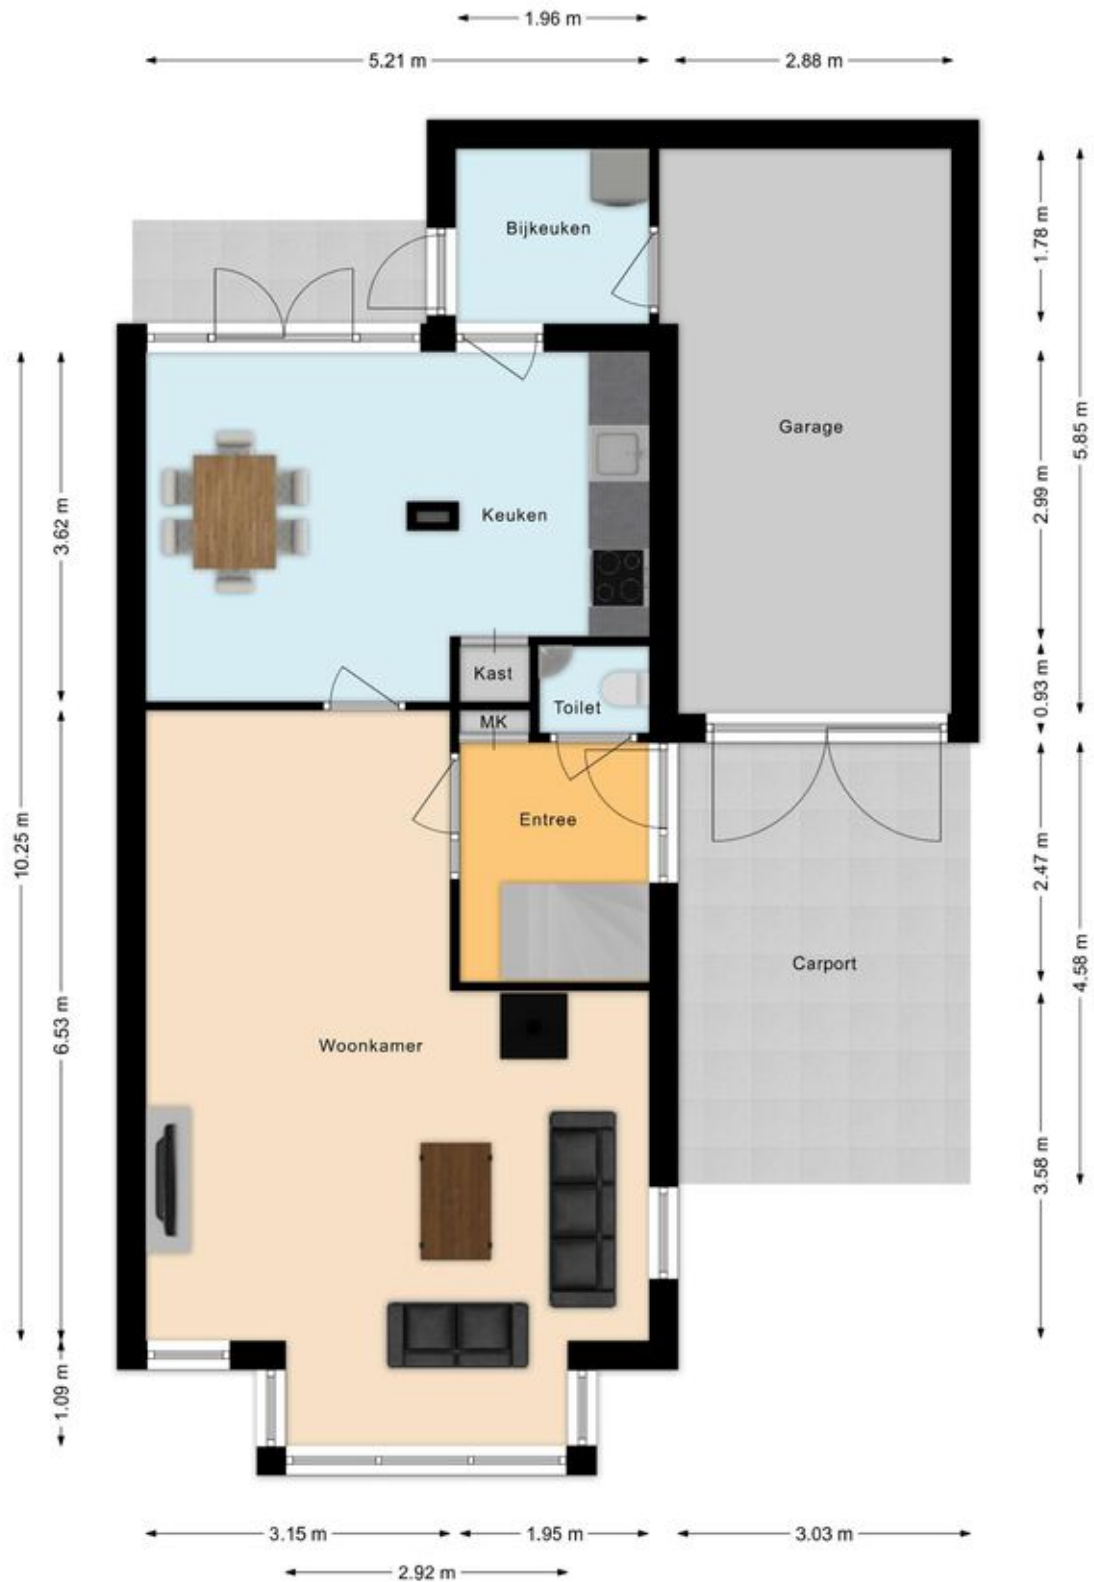 1.96 m
5.21 m
2.88 m
Bijkeuken
1.78 m
Garage
5.85 m
3.62 m
Keuken
2.99 m
Kast
Toilet
0.93 m
MK
Entree
10.25 m
2.47 m
Carport
4.58 m
6.53 m
Woonkamer
3.58 m
1.09 m
3.15 m
1.95 m
3.03 m
2.92 m